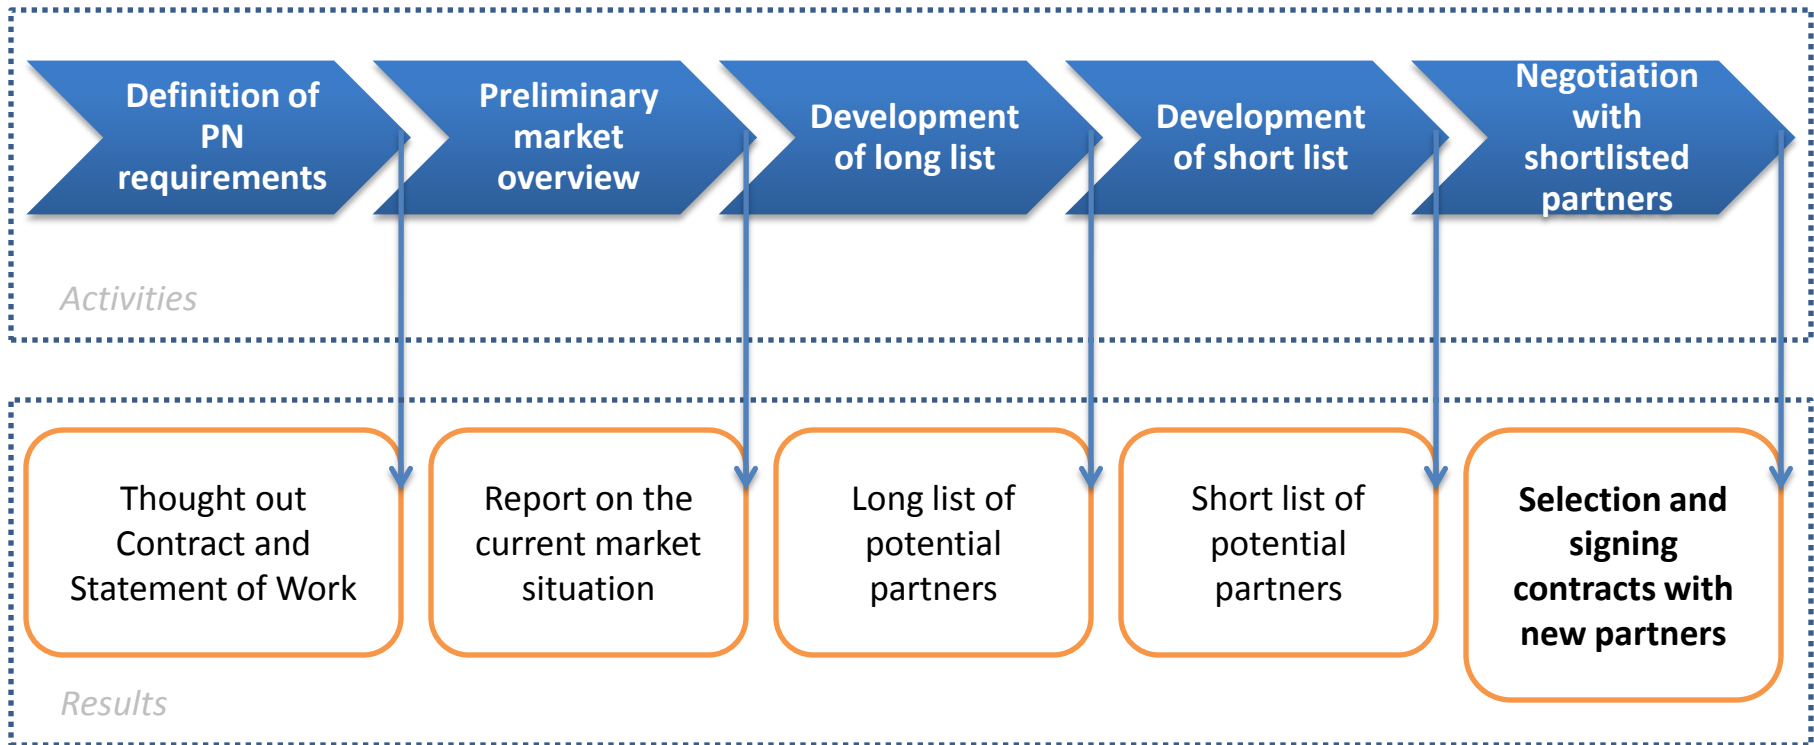 Definition of
PN
requirements
Preliminary
market
overview
Development
of long list
Development
of short list
Negotiation
with
shortlisted
partners
Activities
Thought out
Contract and
Statement of Work
Report on the
current market
situation
Long list of
potential
partners
Short list of
potential
partners
Selection and
signing
contracts with
new partners
Results